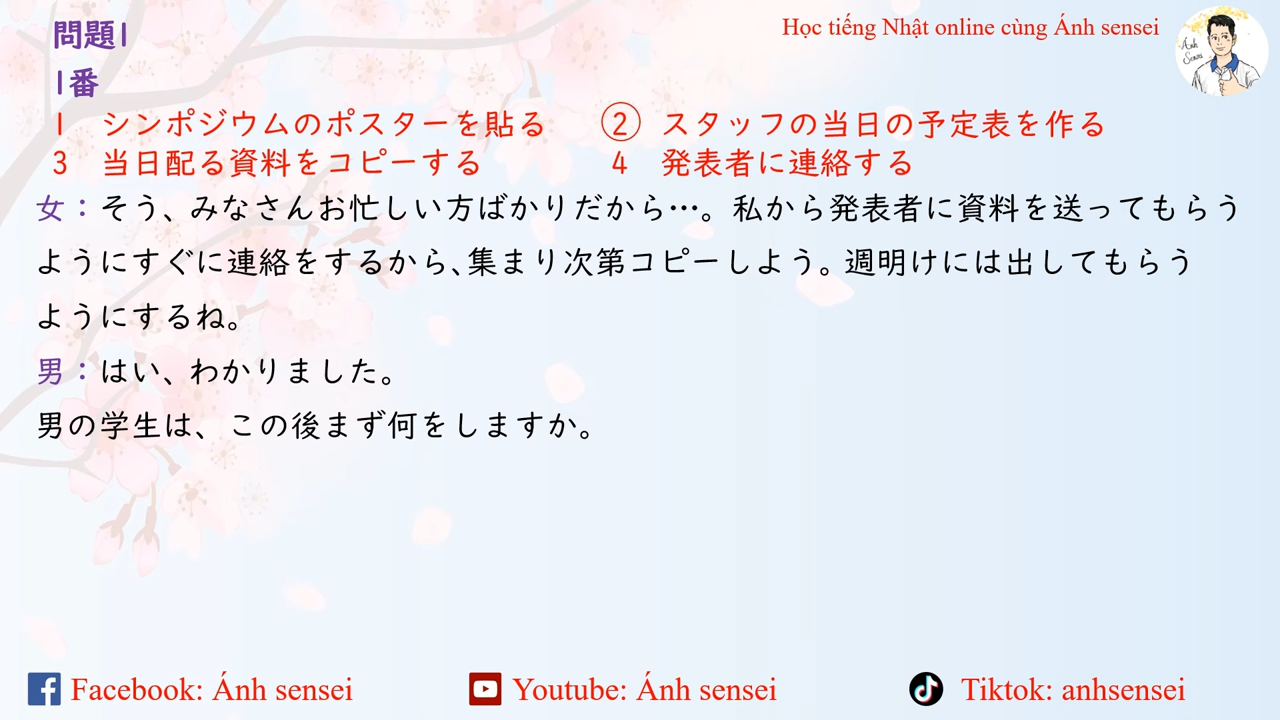 問題1
Học tiếng Nhật online cùng Ánh sensei
Ánh Sensei
1番
1 シンポジウムのポスターを貼る ② スタッフの当日の予定表を作る
3 当日配る資料をコピーする 4 発表者に連絡する
女：そう、みなさんお忙しい方ばかりだから…。私から発表者に資料を送ってもらう
ようにすぐに連絡をするから、集まり次第コピーしよう。週明けには出してもらう
ようにするね。
男：はい、わかりました。
男の学生は、この後まず何をしますか。
Facebook: Ánh sensei Youtube: Ánh sensei Tiktok: anhsensei